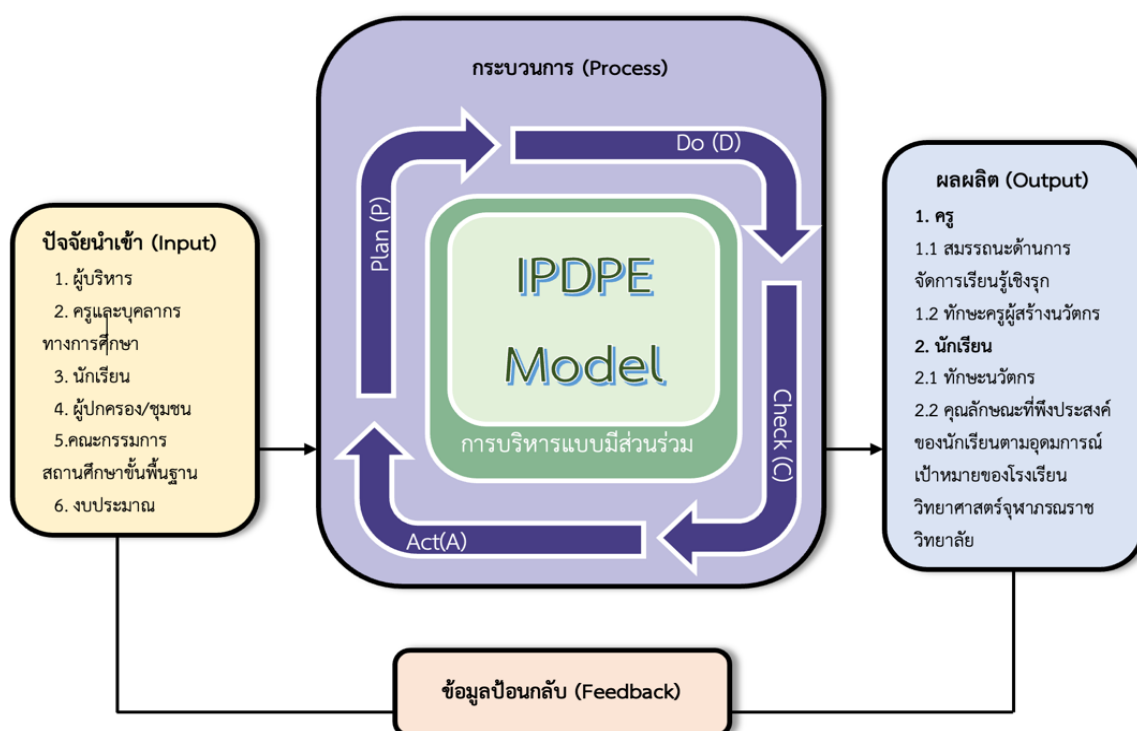 กระบวนการ (Process)
Plan (P)
Do (D)
Check (C)
Act(A)
IPDPE
Model
การบริหารแบบมีส่วนร่วม
ปัจจัยนำเข้า (Input)
1. ผู้บริหาร
2. ครูและบุคลากร
ทางการศึกษา
3. นักเรียน
4. ผู้ปกครอง/ชุมชน
5.คณะกรรมการ
สถานศึกษาขั้นพื้นฐาน
6. งบประมาณ
ผลผลิต (Output)
1. ครู
1.1 สมรรถนะด้านการ
จัดการเรียนรู้เชิงรุก
1.2 ทักษะครูผู้สร้างนวัตกร
2. นักเรียน
2.1 ทักษะนวัตกร
2.2 คุณลักษณะที่พึงประสงค์
ของนักเรียนตามอุดมการณ์
เป้าหมายของโรงเรียน
วิทยาศาสตร์จุฬาภรณราช
วิทยาลัย
ข้อมูลป้อนกลับ (Feedback)